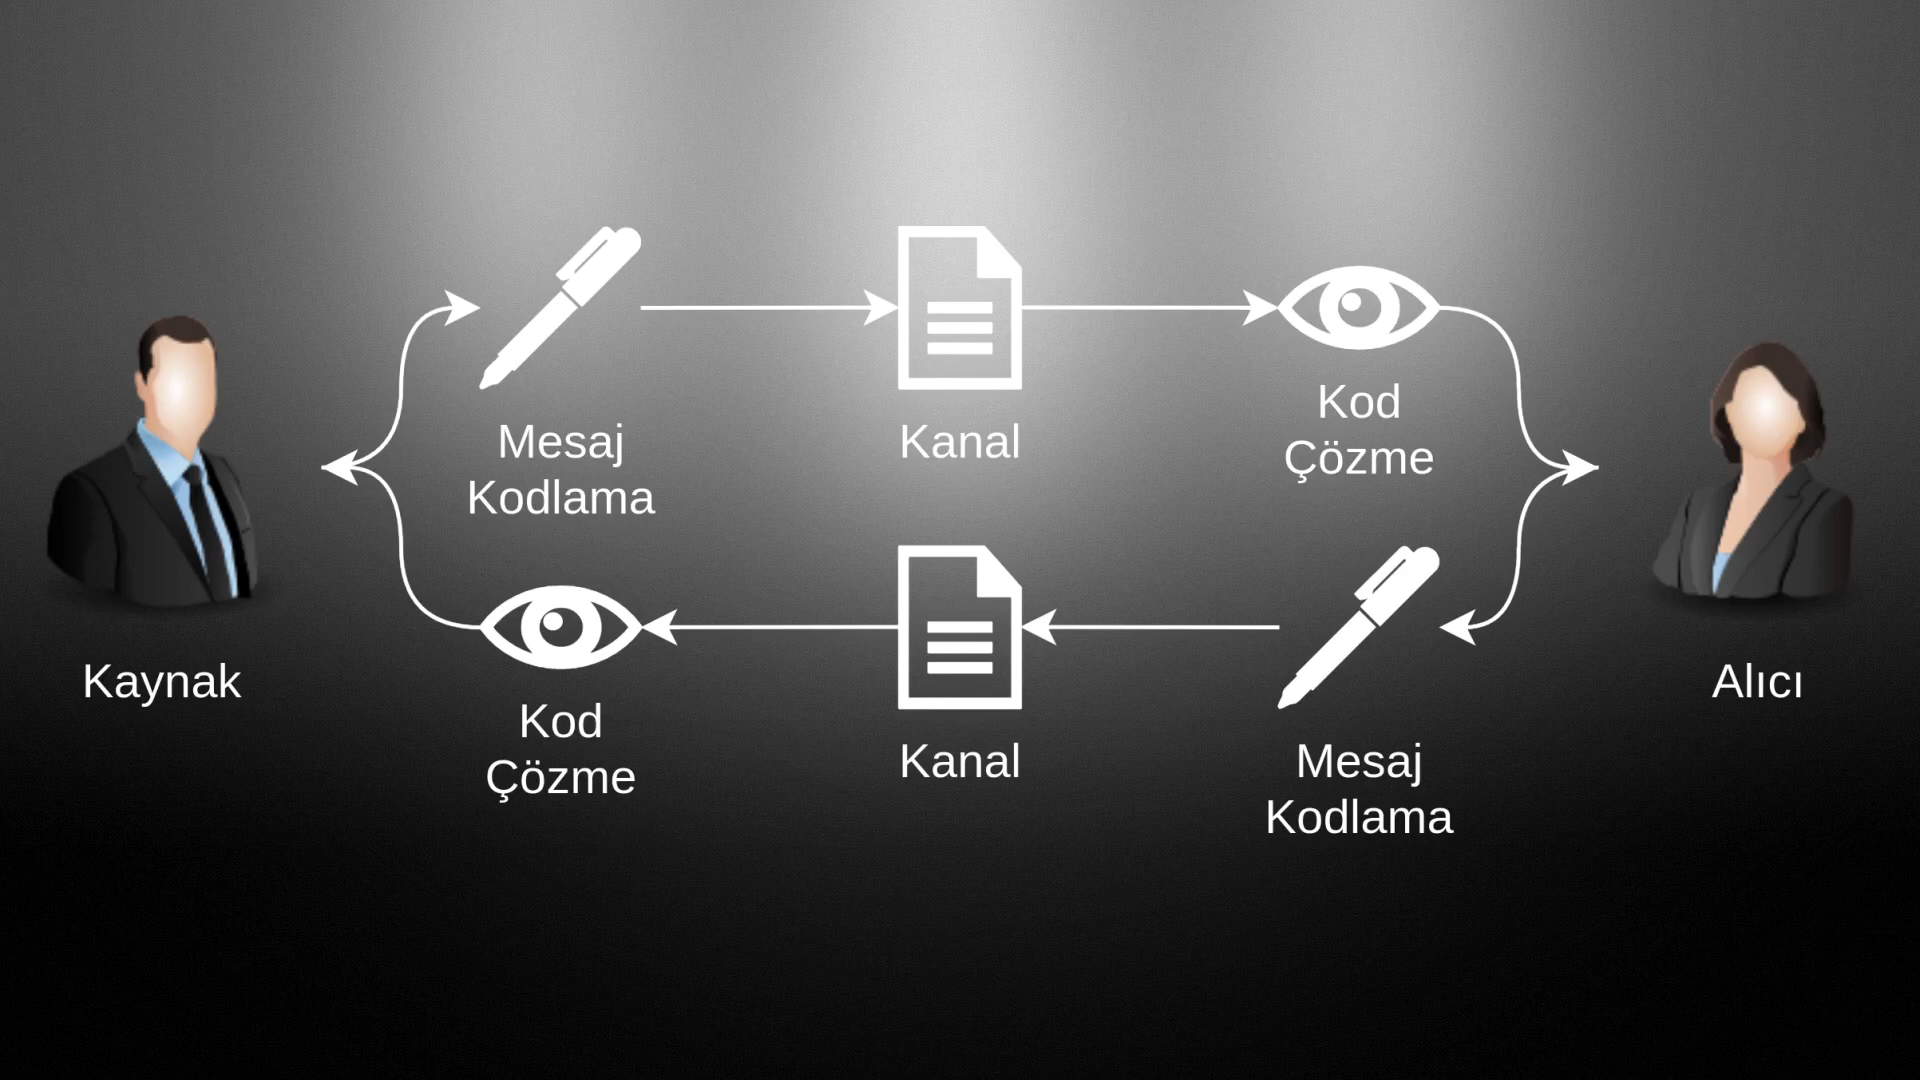 Mesaj
Kodlama
Kanal
Kod
Çözme
Kaynak
Alıcı
Kod
Çözme
Kanal
Mesaj
Kodlama